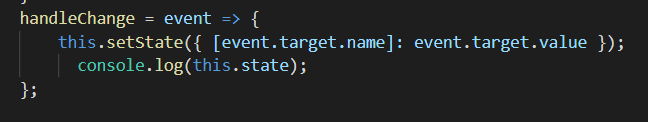 handleChange = event => {
this.setState({ [event.target.name]: event.target.value });
console.log(this.state);
};